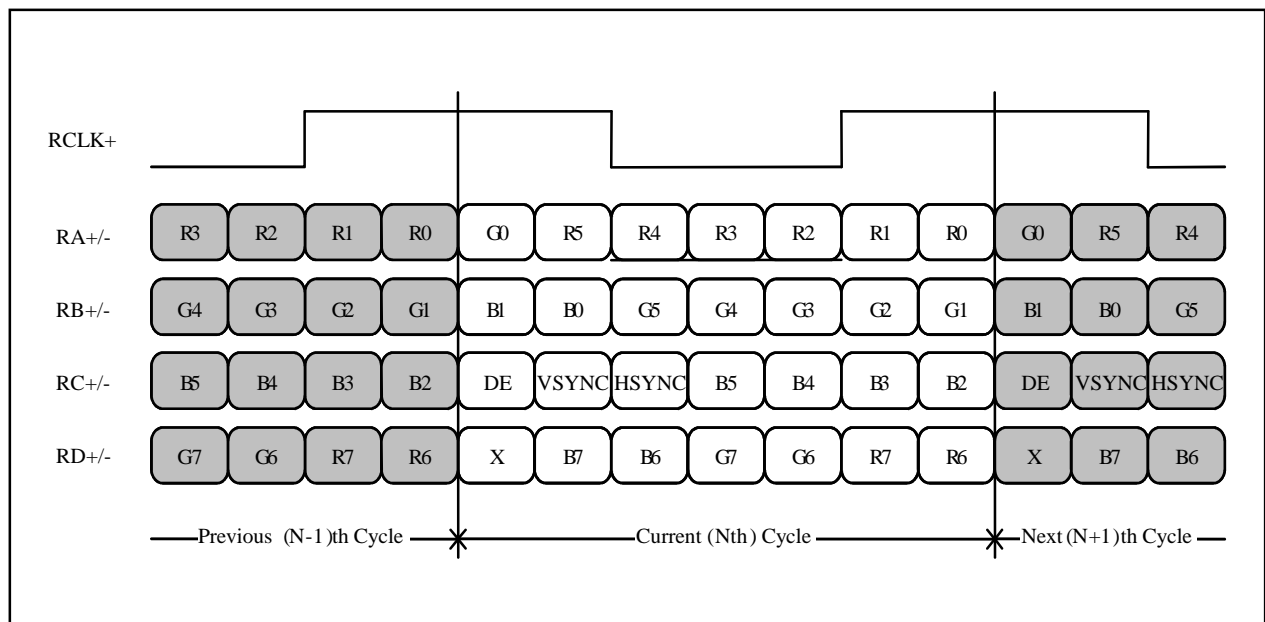 RCLK+
RA+/- R3 R2 R1 R0 G0 R5 R4 R3 R2 R1 R0 G0 R5 R4
RB+/- G4 G3 G2 G1 B1 B0 G5 G4 G3 G2 G1 B1 B0 G5
RC+/- B5 B4 B3 B2 DE VSYNC HSYNC B5 B4 B3 B2 DE VSYNC HSYNC
RD+/- G7 G6 R7 R6 X B7 B6 G7 G6 R7 R6 X B7 B6
Previous (N-1)th Cycle Current (Nth) Cycle Next (N+1)th Cycle